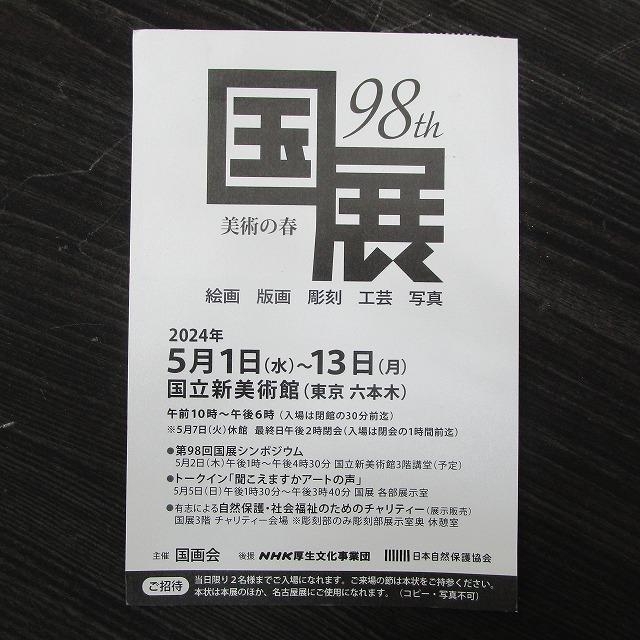 98th
国展
美術の春
絵画 版画 彫刻 工芸 写真
2024年
5月1日(水)~13日(月)
国立新美術館(東京 六本木)
午前10時~午後6時(入場は閉館の30分前迄)
※5月7日(火)休館 最終日午後2時閉会(入場は閉会の1時間前迄)
●第98回国展シンポジウム
5月2日(木)午後1時~午後4時30分 国立新美術館3階講堂(予定)
●トークイン「聞こえますかアートの声」
5月5日(日)午後1時30分~午後3時40分 国展 各部展示室
●有志による自然保護・社会福祉のためのチャリティー(展示販売)
国展3階 チャリティー会場 ※彫刻部のみ彫刻部展示室奥 休憩室
主催 国画会 後援 NHK厚生文化事業団 日本自然保護協会
ご招待
当日限り2名様までご入場になれます。ご来場の節は本状をご持参ください。
本状は本展のほか、名古屋展にご使用になれます。(コピー・写真不可)